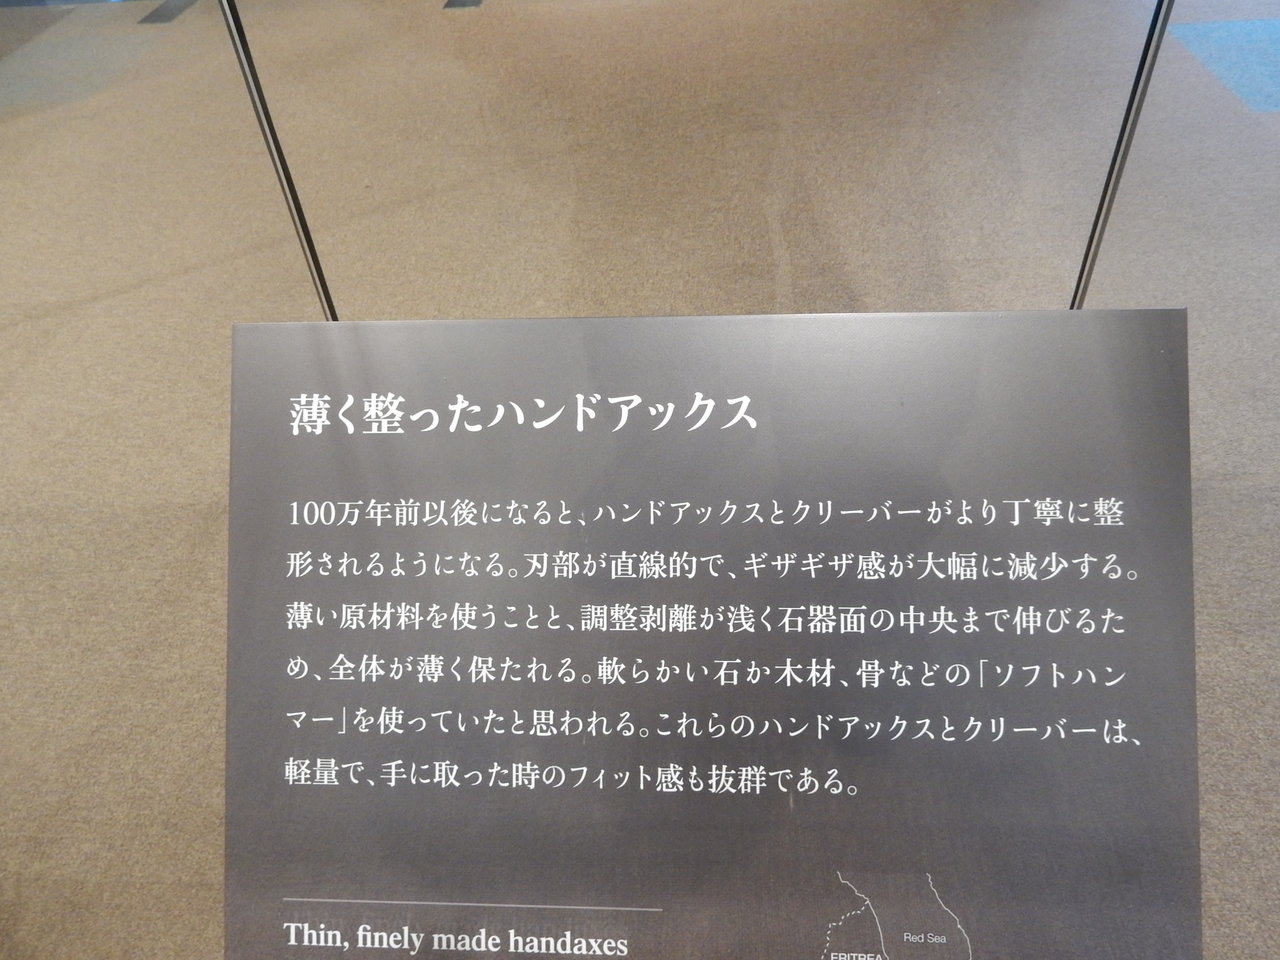 薄く整ったハンドアックス
100万年前以後になると、ハンドアックスとクリーバーがより丁寧に整
形されるようになる。刃部が直線的で、ギザギザ感が大幅に減少する。
薄い原材料を使うことと、調整剥離が浅く石器面の中央まで伸びるた
め、全体が薄く保たれる。軟らかい石か木材、骨などの「ソフトハン
マー」を使っていたと思われる。これらのハンドアックスとクリーバーは、
軽量で、手に取った時のフィット感も抜群である。
Thin, finely made handaxes
Red Sea
ERITREA